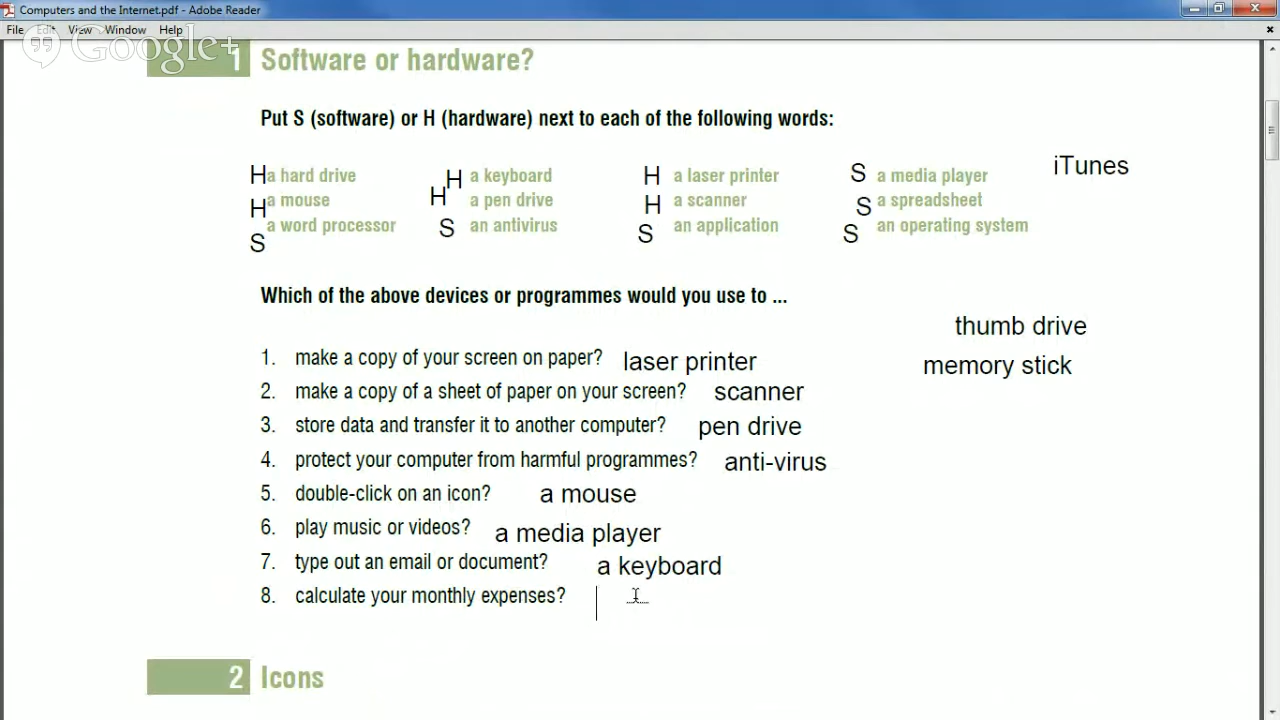 Computers and the Internet.pdf - Adobe Reader
File Edit View Window Help
Google+
1 Software or hardware?
Put S (software) or H (hardware) next to each of the following words:
H a hard drive H a keyboard H a laser printer S a media player iTunes
H a mouse H a pen drive H a scanner S a spreadsheet
S a word processor S an antivirus S an application S an operating system
Which of the above devices or programmes would you use to ...
thumb drive
1. make a copy of your screen on paper? laser printer memory stick
2. make a copy of a sheet of paper on your screen? scanner
3. store data and transfer it to another computer? pen drive
4. protect your computer from harmful programmes? anti-virus
5. double-click on an icon? a mouse
6. play music or videos? a media player
7. type out an email or document? a keyboard
8. calculate your monthly expenses?
2 Icons